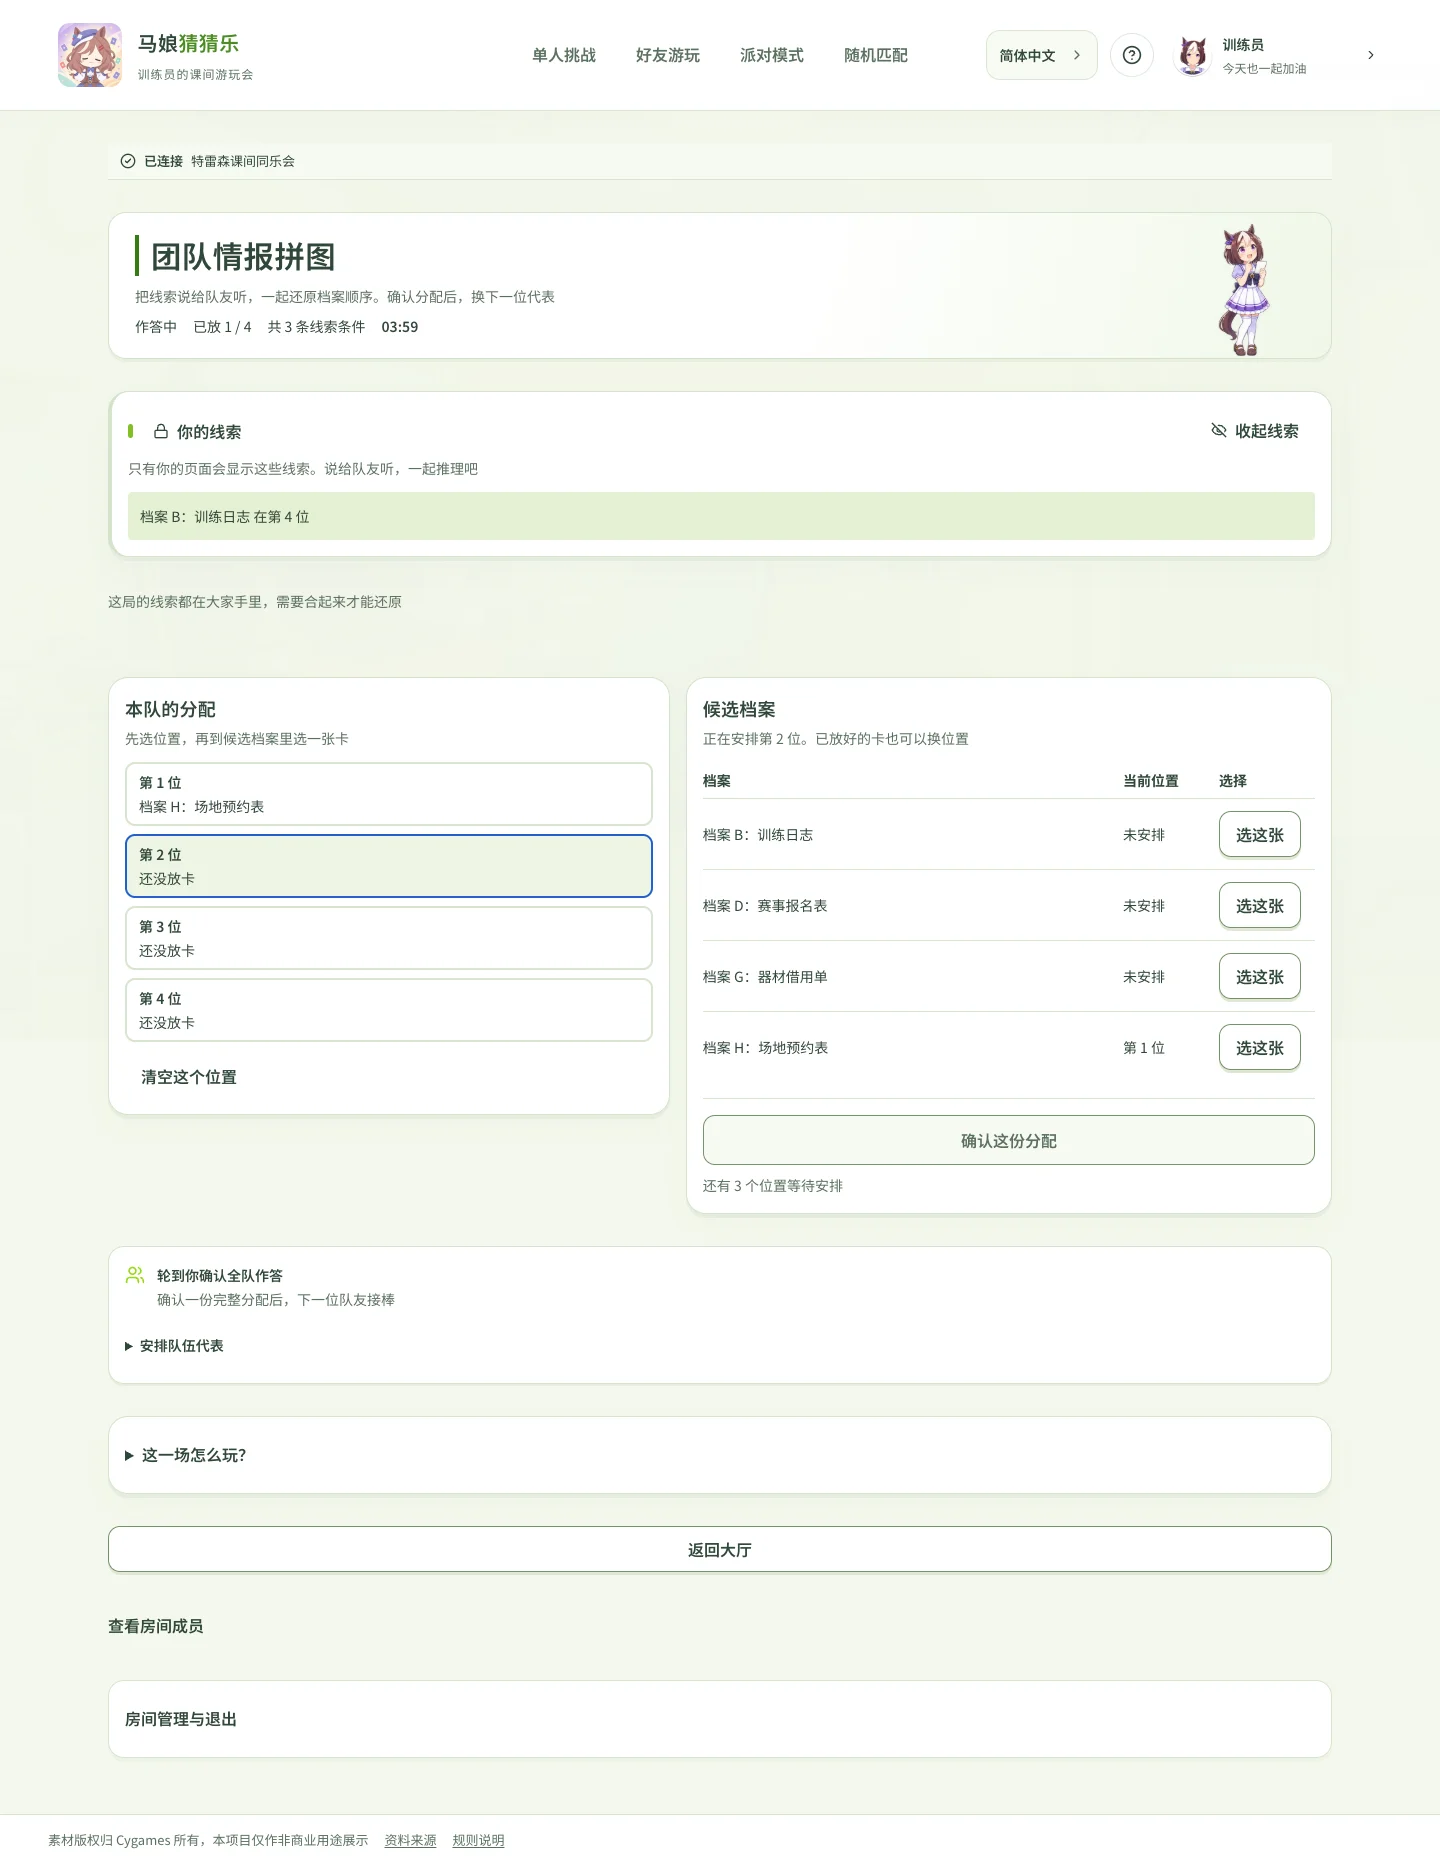 马娘猜猜乐
训练员的课间游玩会
单人挑战 好友游玩 派对模式 随机匹配
简体中文
训练员
今天也一起加油
已连接 特雷森课间同乐会
团队情报拼图
把线索说给队友听，一起还原档案顺序。确认分配后，换下一位代表
作答中 已放 1 / 4 共 3 条线索条件 03:59
你的线索
收起线索
只有你的页面会显示这些线索。说给队友听，一起推理吧
档案 B：训练日志 在第 4 位
这局的线索都在大家手里，需要合起来才能还原
本队的分配
先选位置，再到候选档案里选一张卡
第 1 位
档案 H：场地预约表
第 2 位
还没放卡
第 3 位
还没放卡
第 4 位
还没放卡
清空这个位置
候选档案
正在安排第 2 位。已放好的卡也可以换位置
档案 当前位置 选择
档案 B：训练日志 未安排 选这张
档案 D：赛事报名表 未安排 选这张
档案 G：器材借用单 未安排 选这张
档案 H：场地预约表 第 1 位 选这张
确认这份分配
还有 3 个位置等待安排
轮到你确认全队作答
确认一份完整分配后，下一位队友接棒
安排队伍代表
这一场怎么玩？
返回大厅
查看房间成员
房间管理与退出
素材版权归 Cygames 所有，本项目仅作非商业用途展示 资料来源 规则说明